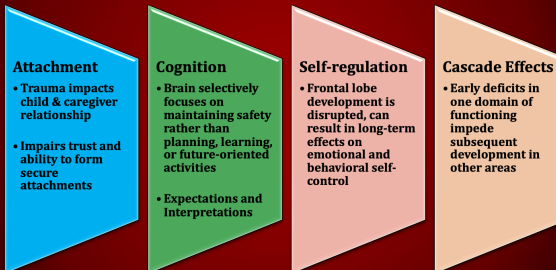 Attachment
• Trauma impacts
child & caregiver
relationship
• Impairs trust and
ability to form
secure
attachments
Cognition
• Brain selectively
focuses on
maintaining safety
rather than
planning, learning,
or future-oriented
activities
• Expectations and
Interpretations
Self-regulation
• Frontal lobe
development is
disrupted, can
result in long-term
effects on
emotional and
behavioral self-
control
Cascade Effects
• Early deficits in
one domain of
functioning
impede
subsequent
development in
other areas